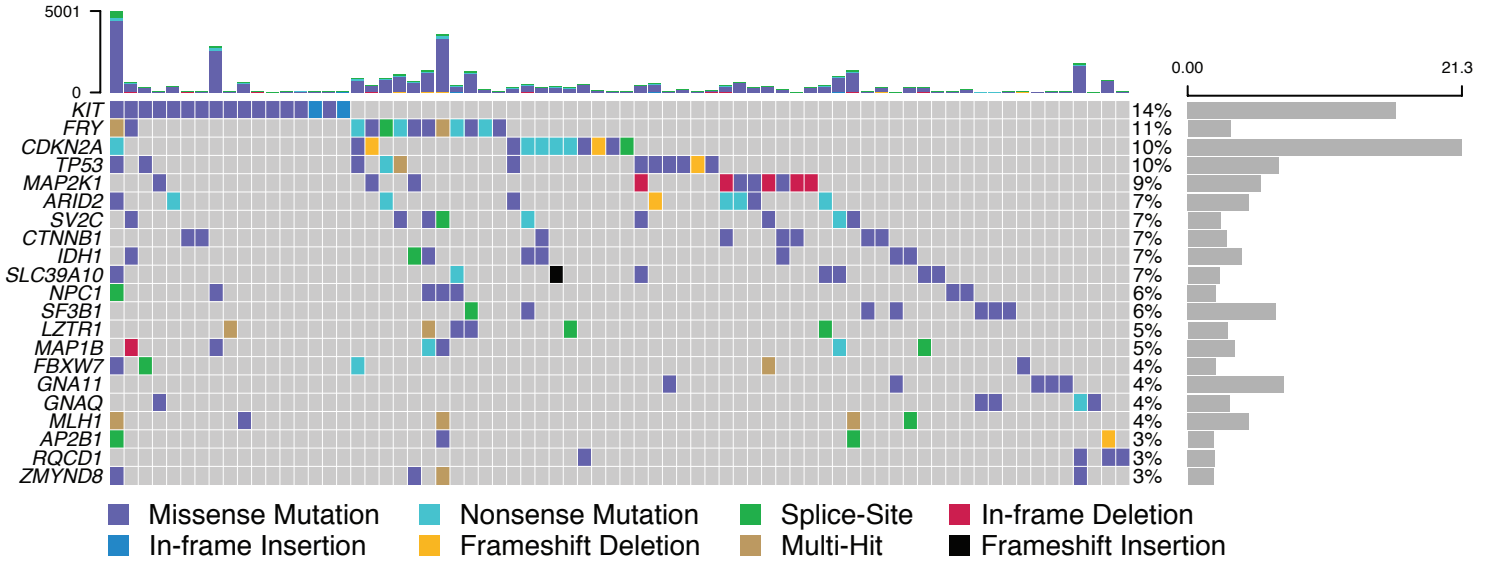 5001
0
0.00 21.3
KIT 14%
FRY 11%
CDKN2A 10%
TP53 10%
MAP2K1 9%
ARID2 7%
SV2C 7%
CTNNB1 7%
IDH1 7%
SLC39A10 7%
NPC1 6%
SF3B1 6%
LZTR1 5%
MAP1B 5%
FBXW7 4%
GNA11 4%
GNAQ 4%
MLH1 4%
AP2B1 3%
RQCD1 3%
ZMYND8 3%
Missense Mutation Nonsense Mutation Splice-Site In-frame Deletion
In-frame Insertion Frameshift Deletion Multi-Hit Frameshift Insertion